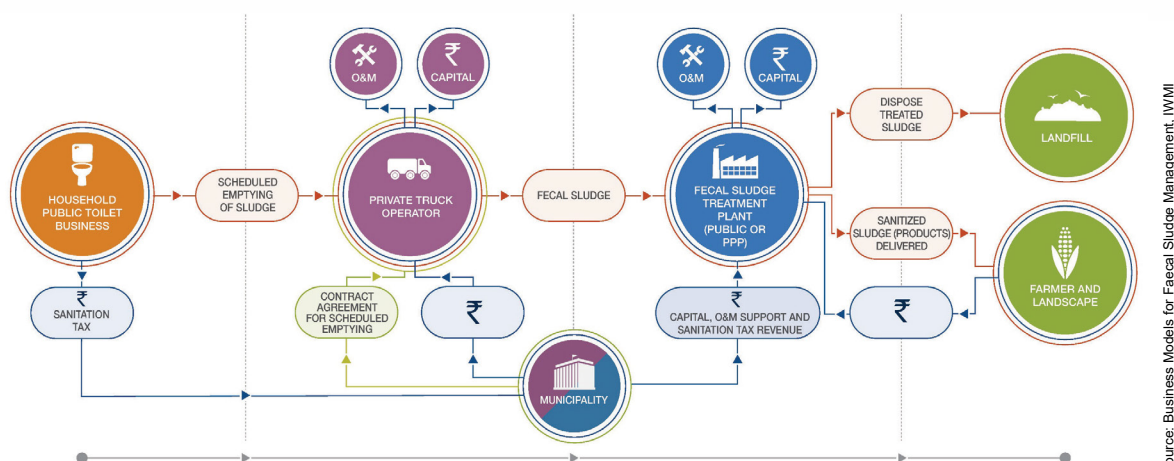 O&M
₹
CAPITAL
O&M
₹
CAPITAL
DISPOSE
TREATED
SLUDGE
LANDFILL
HOUSEHOLD
PUBLIC TOILET
BUSINESS
SCHEDULED
EMPTYING
OF SLUDGE
PRIVATE TRUCK
OPERATOR
FECAL SLUDGE
FECAL SLUDGE
TREATMENT
PLANT
(PUBLIC OR
PPP)
SANITIZED
SLUDGE (PRODUCTS)
DELIVERED
FARMER AND
LANDSCAPE
₹
SANITATION
TAX
CONTRACT
AGREEMENT
FOR SCHEDULED
EMPTYING
₹
₹
CAPITAL, O&M SUPPORT AND
SANITATION TAX REVENUE
₹
MUNICIPALITY
ource: Business Models for Faecal Sludge Management, IWMI